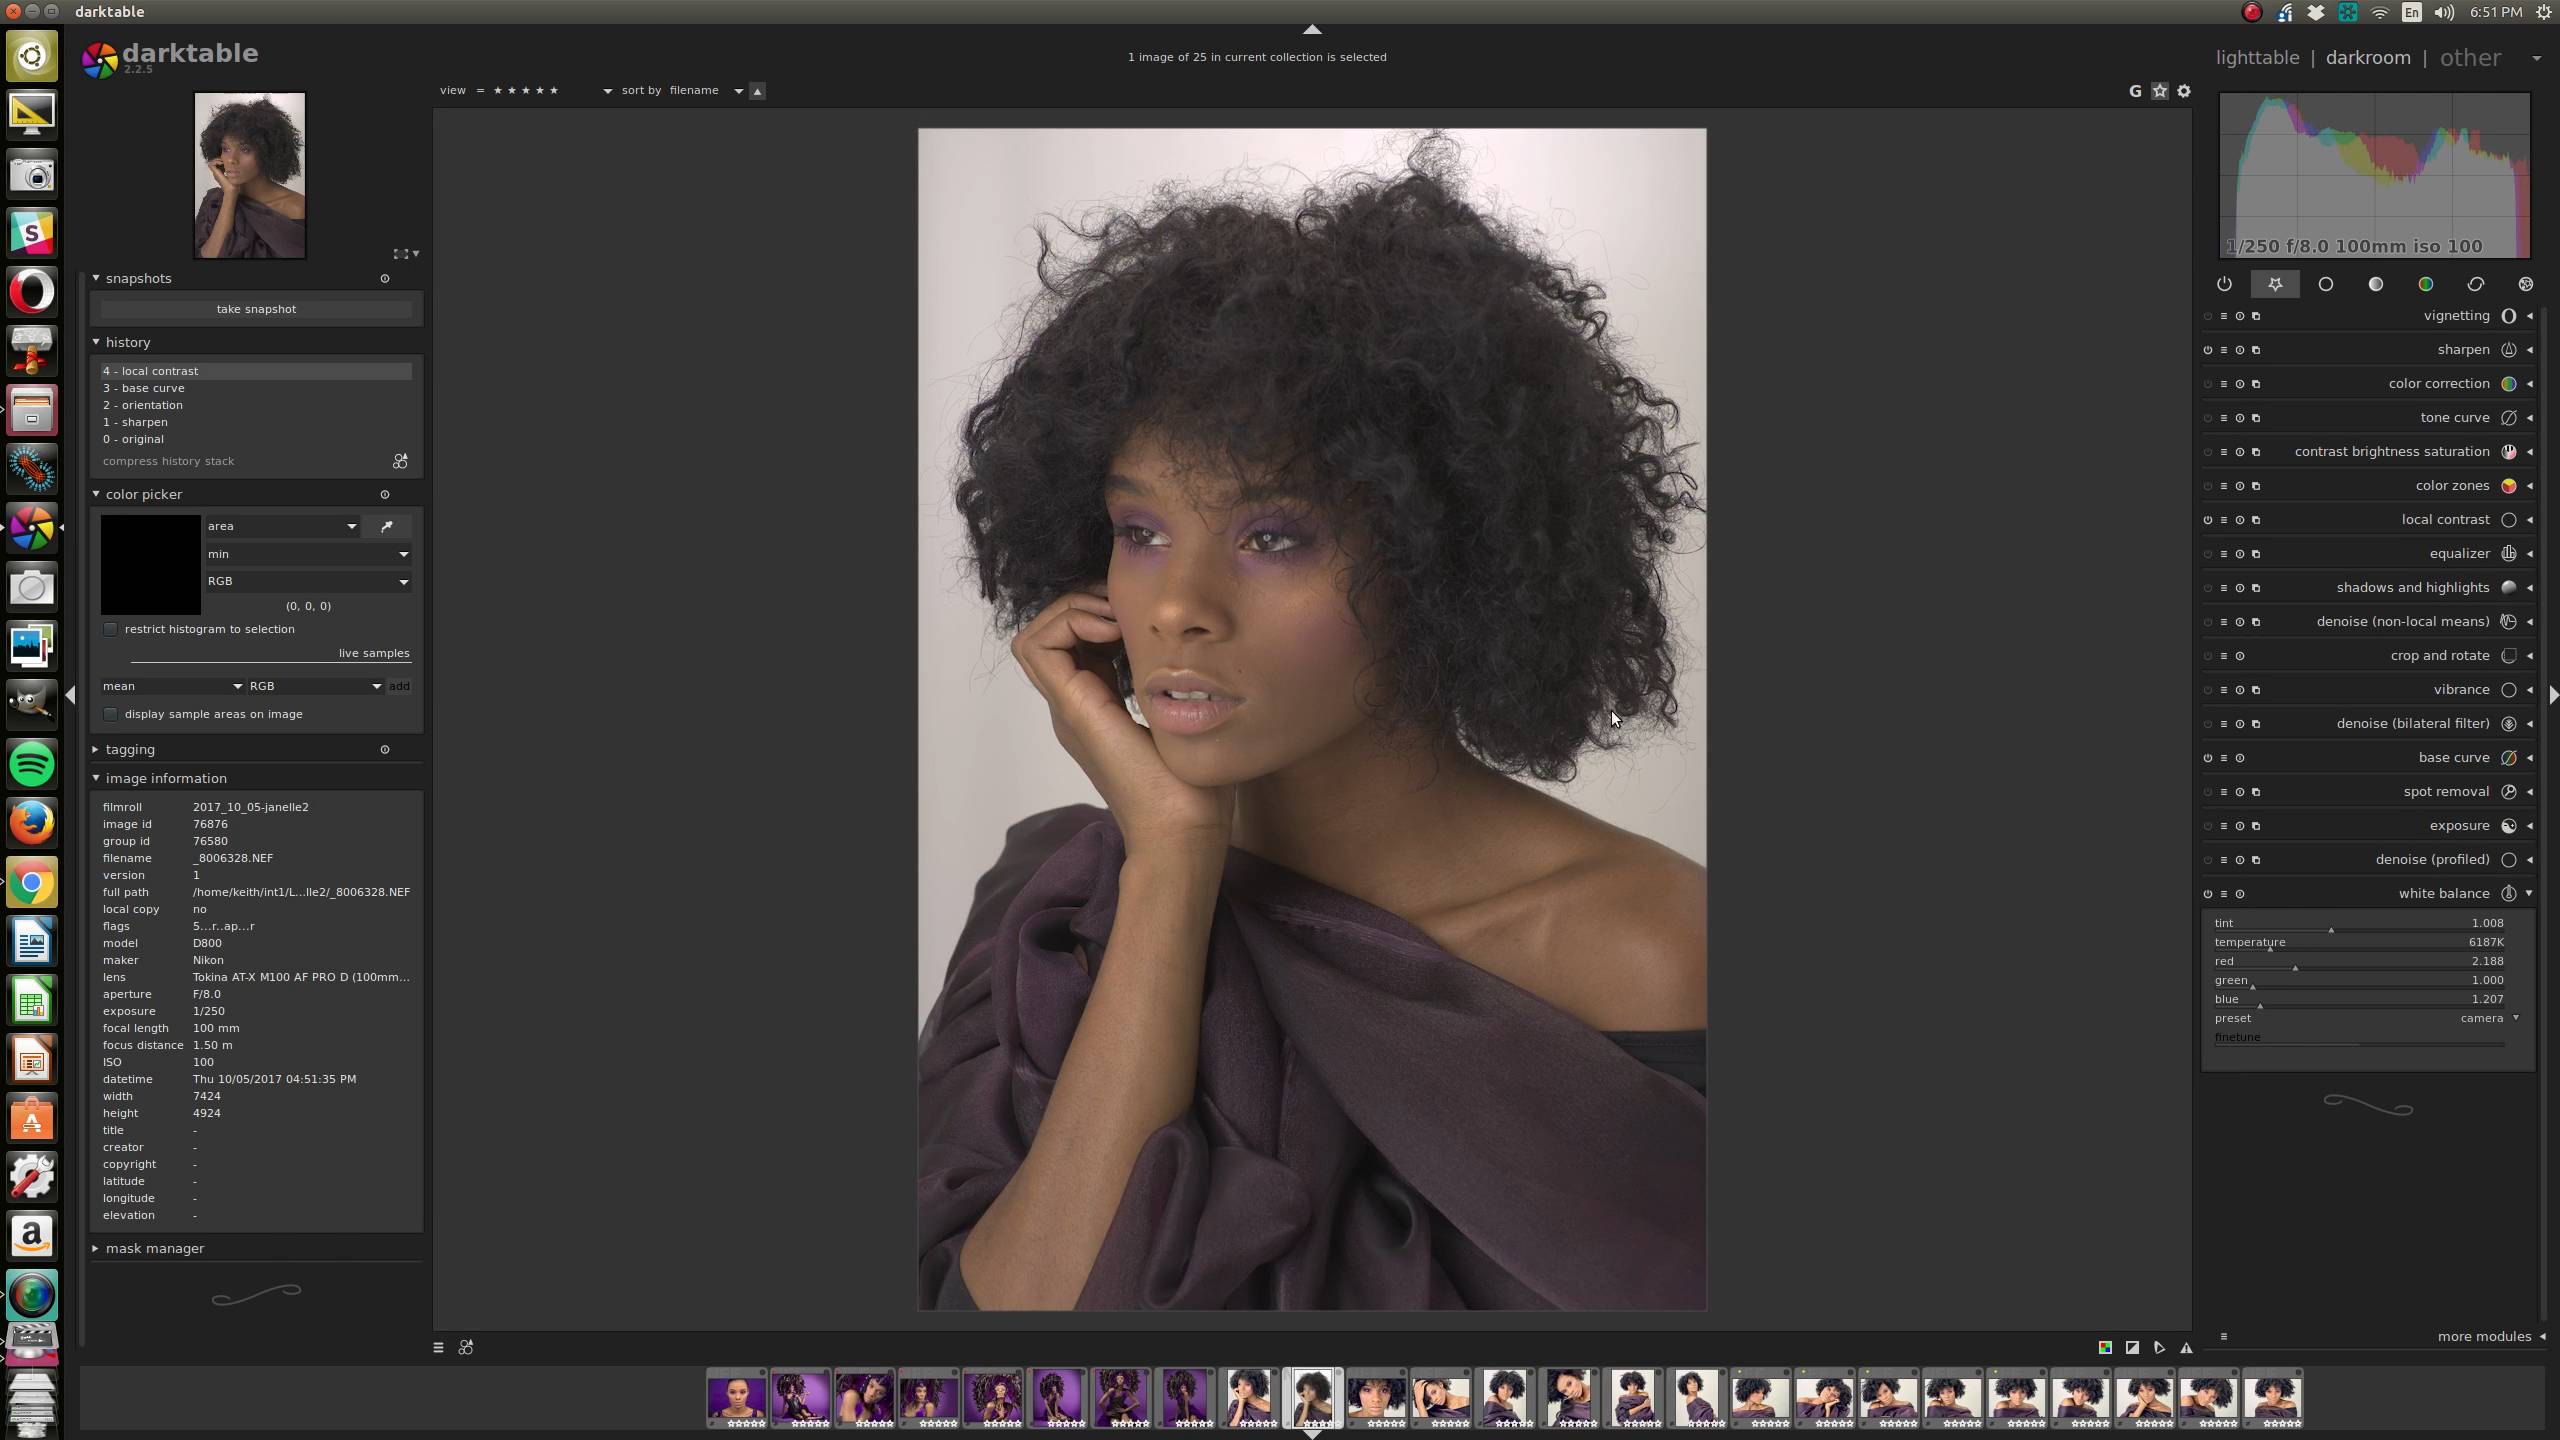 darktable
En
6:51 PM
darktable
2.2.5
1 image of 25 in current collection is selected
lighttable | darkroom | other
view = ★ ★ ★ ★ ★ sort by filename
G
1/250 f/8.0 100mm iso 100
snapshots
take snapshot
history
4 - local contrast
3 - base curve
2 - orientation
1 - sharpen
0 - original
compress history stack
color picker
area
min
RGB
(0, 0, 0)
restrict histogram to selection
live samples
mean RGB add
display sample areas on image
tagging
image information
filmroll 2017_10_05-janelle2
image id 76876
group id 76580
filename _8006328.NEF
version 1
full path /home/keith/int1/L...lle2/_8006328.NEF
local copy no
flags 5...r..ap...r
model D800
maker Nikon
lens Tokina AT-X M100 AF PRO D (100mm...
aperture F/8.0
exposure 1/250
focal length 100 mm
focus distance 1.50 m
ISO 100
datetime Thu 10/05/2017 04:51:35 PM
width 7424
height 4924
title -
creator -
copyright -
latitude -
longitude -
elevation -
mask manager
vignetting
sharpen
color correction
tone curve
contrast brightness saturation
color zones
local contrast
equalizer
shadows and highlights
denoise (non-local means)
crop and rotate
vibrance
denoise (bilateral filter)
base curve
spot removal
exposure
denoise (profiled)
white balance
tint 1.008
temperature 6187K
red 2.188
green 1.000
blue 1.207
preset camera
finetune
more modules